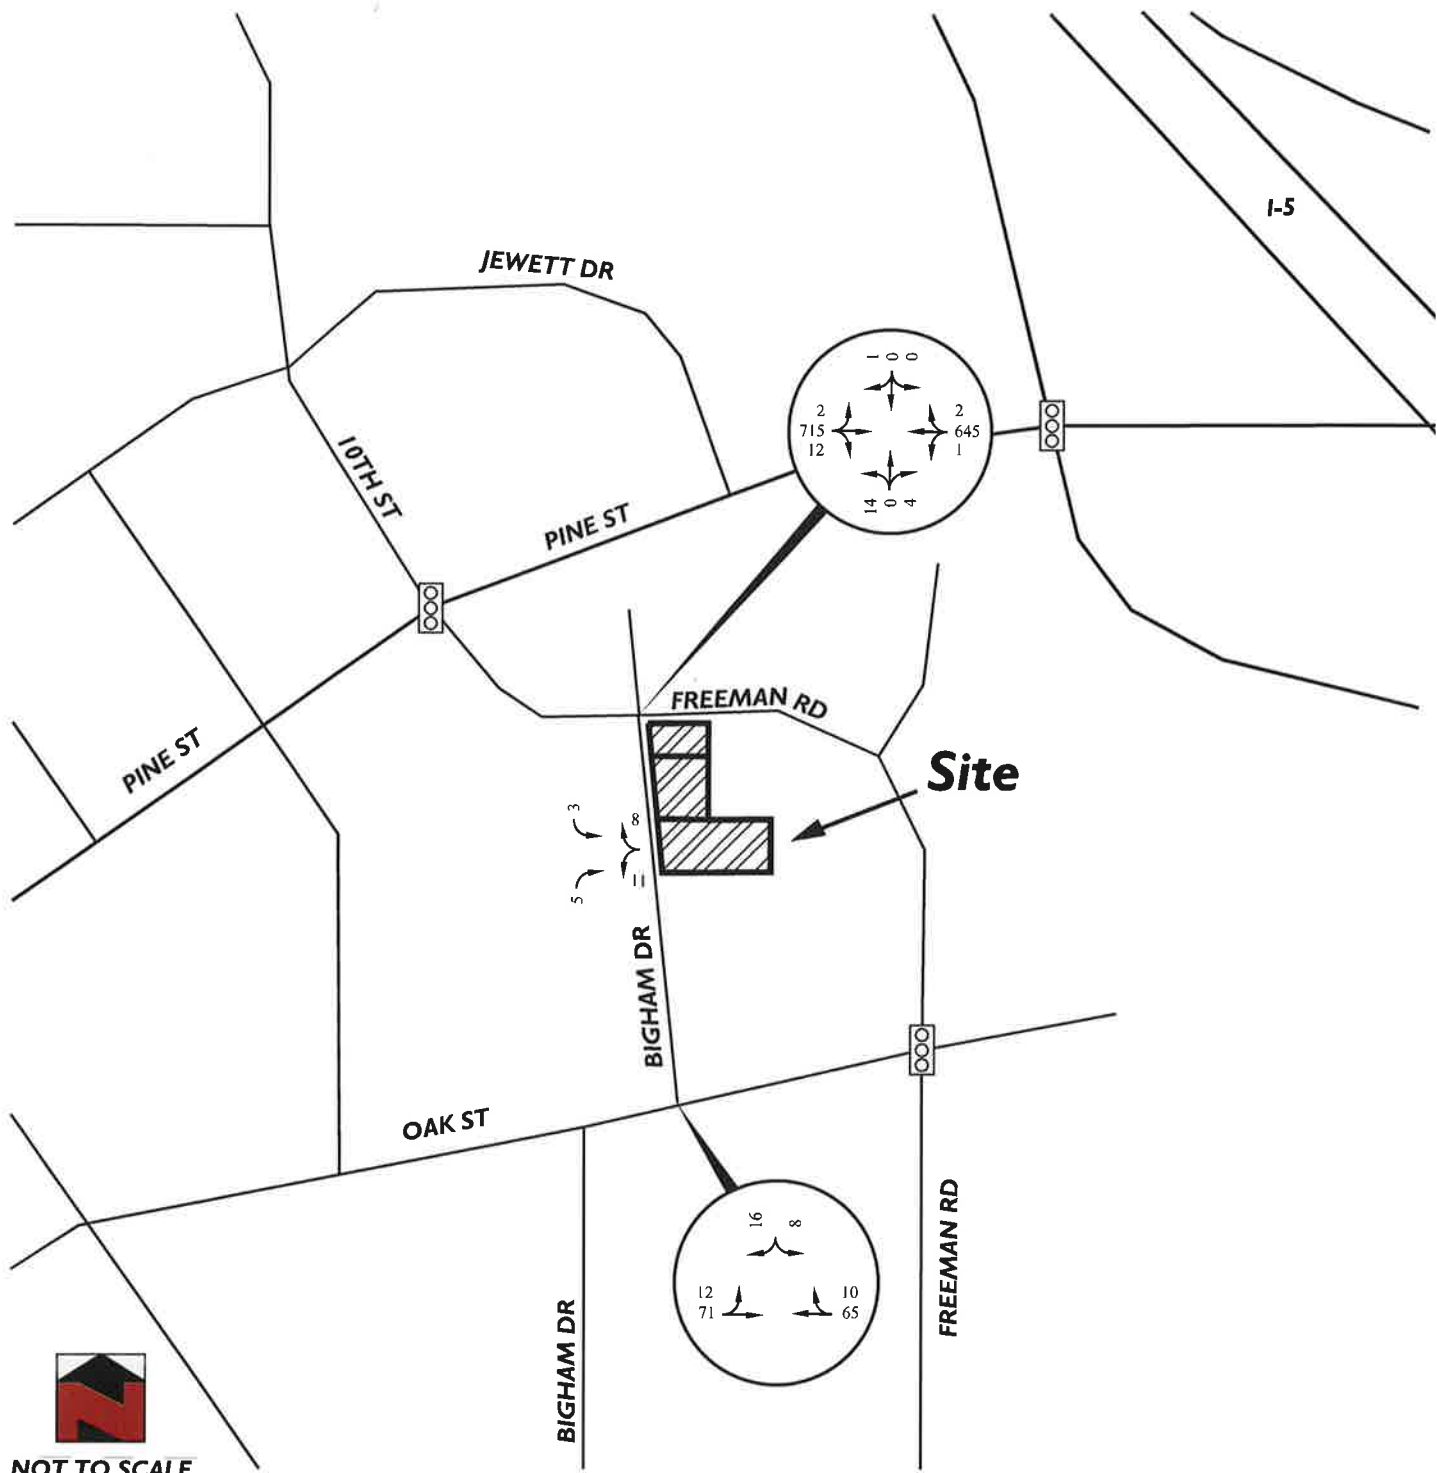 I-5
JEWETT DR
1 0 0
2
715
12
2
645
1
14 0 4
10TH ST
PINE ST
FREEMAN RD
PINE ST
Site
3
8
5
11
BIGHAM DR
OAK ST
16 8
12
71
10
65
FREEMAN RD
BIGHAM DR
NOT TO SCALE